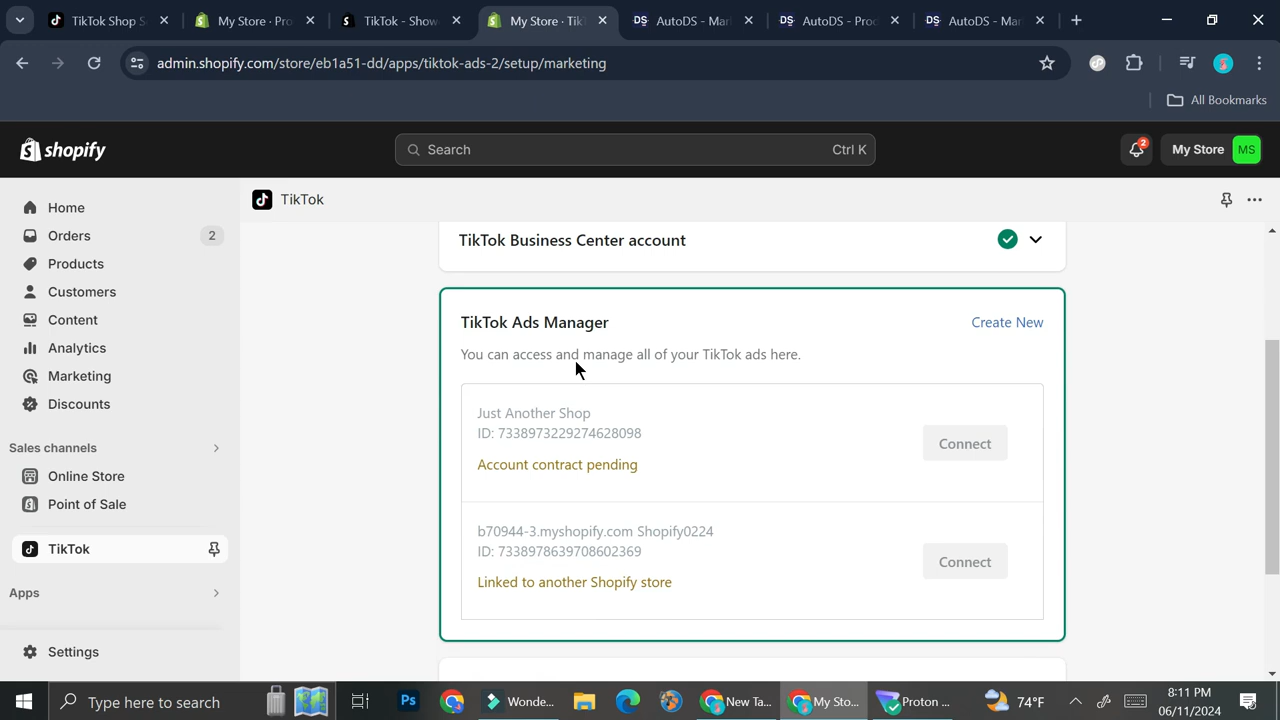 TikTok Shop S
My Store · Pro
TikTok - Show
My Store · Tik
AutoDS - Mar
AutoDS - Prod
AutoDS - Mar
admin.shopify.com/store/eb1a51-dd/apps/tiktok-ads-2/setup/marketing
All Bookmarks
shopify
Search
Ctrl K
2
My Store
MS
Home
Orders
2
Products
Customers
Content
Analytics
Marketing
Discounts
Sales channels
Online Store
Point of Sale
TikTok
Apps
Settings
TikTok
TikTok Business Center account
TikTok Ads Manager
Create New
You can access and manage all of your TikTok ads here.
Just Another Shop
ID: 7338973229274628098
Account contract pending
Connect
b70944-3.myshopify.com Shopify0224
ID: 7338978639708602369
Linked to another Shopify store
Connect
Type here to search
Ps
Wonde...
New Ta...
My Sto...
Proton ...
74°F
8:11 PM
06/11/2024